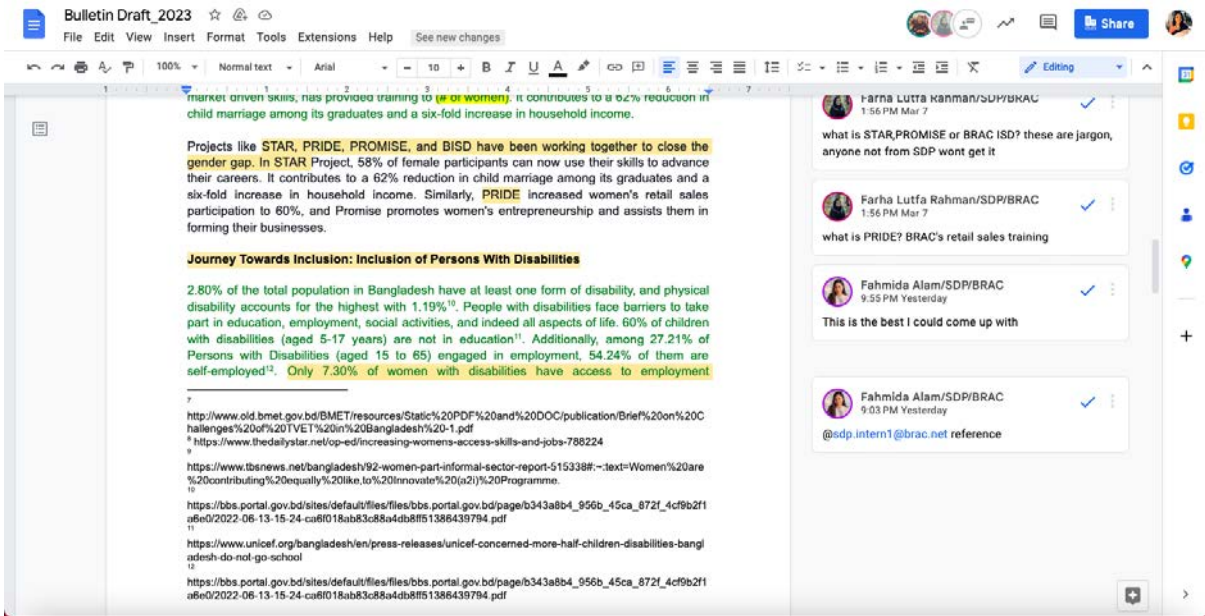 Bulletin Draft_2023
File Edit View Insert Format Tools Extensions Help See new changes
Share
100% Normal text Arial 10 B I U A Editing
1 1 2 3 4 5 6 7
market driven skills, has provided training to (# of women). It contributes to a 62% reduction in
child marriage among its graduates and a six-fold increase in household income.
Projects like STAR, PRIDE, PROMISE, and BISD have been working together to close the
gender gap. In STAR Project, 58% of female participants can now use their skills to advance
their careers. It contributes to a 62% reduction in child marriage among its graduates and a
six-fold increase in household income. Similarly, PRIDE increased women's retail sales
participation to 60%, and Promise promotes women's entrepreneurship and assists them in
forming their businesses.
Journey Towards Inclusion: Inclusion of Persons With Disabilities
2.80% of the total population in Bangladesh have at least one form of disability, and physical
disability accounts for the highest with 1.19%10. People with disabilities face barriers to take
part in education, employment, social activities, and indeed all aspects of life. 60% of children
with disabilities (aged 5-17 years) are not in education11. Additionally, among 27.21% of
Persons with Disabilities (aged 15 to 65) engaged in employment, 54.24% of them are
self-employed12. Only 7.30% of women with disabilities have access to employment
7
http://www.old.bmet.gov.bd/BMET/resources/Static%20PDF%20and%20DOC/publication/Brief%20on%20C
hallenges%20of%20TVET%20in%20Bangladesh%20-1.pdf
8 https://www.thedailystar.net/op-ed/increasing-womens-access-skills-and-jobs-788224
9
https://www.tbsnews.net/bangladesh/92-women-part-informal-sector-report-515338#:~:text=Women%20are
%20contributing%20equally%20like,to%20Innovate%20(a2i)%20Programme.
10
https://bbs.portal.gov.bd/sites/default/files/files/bbs.portal.gov.bd/page/b343a8b4_956b_45ca_872f_4cf9b2f1
a6e0/2022-06-13-15-24-ca6f018ab83c88a4db8ff51386439794.pdf
11
https://www.unicef.org/bangladesh/en/press-releases/unicef-concerned-more-half-children-disabilities-bangl
adesh-do-not-go-school
12
https://bbs.portal.gov.bd/sites/default/files/files/bbs.portal.gov.bd/page/b343a8b4_956b_45ca_872f_4cf9b2f1
a6e0/2022-06-13-15-24-ca6f018ab83c88a4db8ff51386439794.pdf
Farha Lutfa Rahman/SDP/BRAC
1:56 PM Mar 7
what is STAR,PROMISE or BRAC ISD? these are jargon,
anyone not from SDP wont get it
Farha Lutfa Rahman/SDP/BRAC
1:56 PM Mar 7
what is PRIDE? BRAC's retail sales training
Fahmida Alam/SDP/BRAC
9:55 PM Yesterday
This is the best I could come up with
Fahmida Alam/SDP/BRAC
9:03 PM Yesterday
@sdp.intern1@brac.net reference